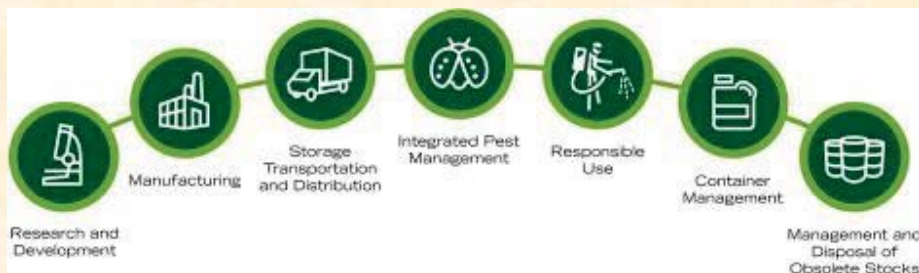 Research and
Development
Manufacturing
Storage
Transportation
and Distribution
Integrated Pest
Management
Responsible
Use
Container
Management
Management and
Disposal of
Obsolete Stocks